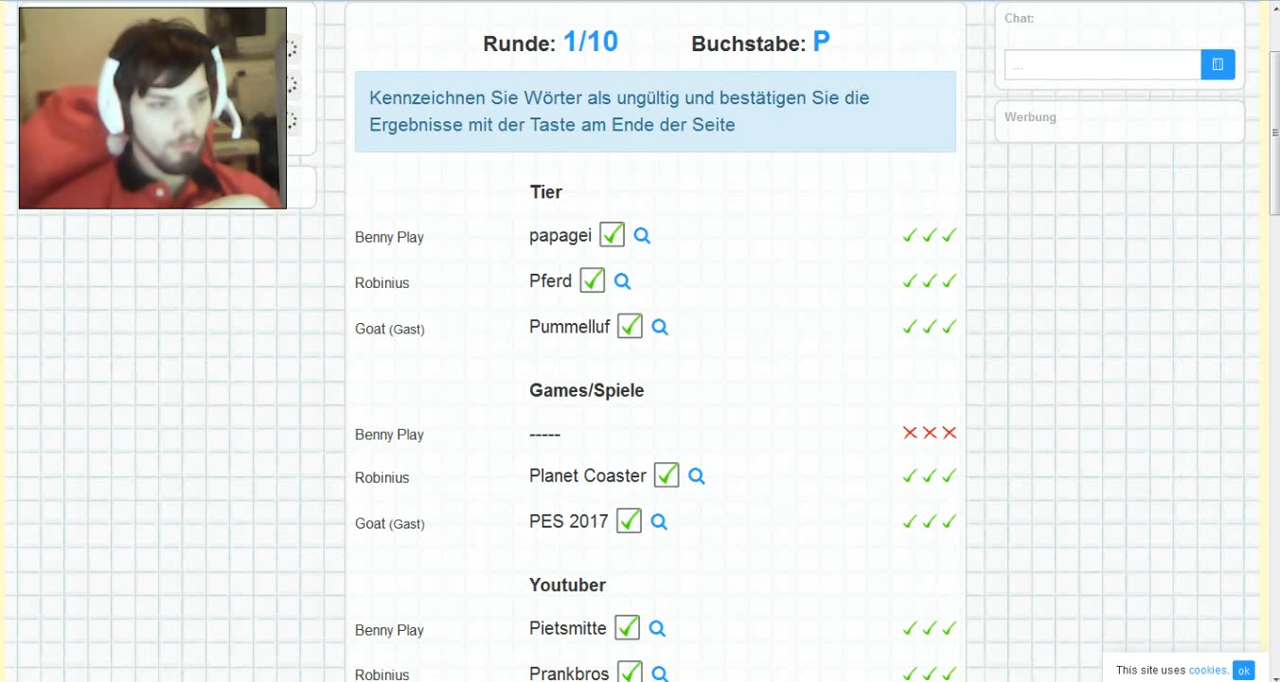 Runde: 1/10 Buchstabe: P
Kennzeichnen Sie Wörter als ungültig und bestätigen Sie die
Ergebnisse mit der Taste am Ende der Seite
Tier
Benny Play papagei
Robinius Pferd
Goat (Gast) Pummelluf
Games/Spiele
Benny Play -----
Robinius Planet Coaster
Goat (Gast) PES 2017
Youtuber
Benny Play Pietsmitte
Robinius Prankbros
Chat:
...
Werbung
This site uses cookies. ok